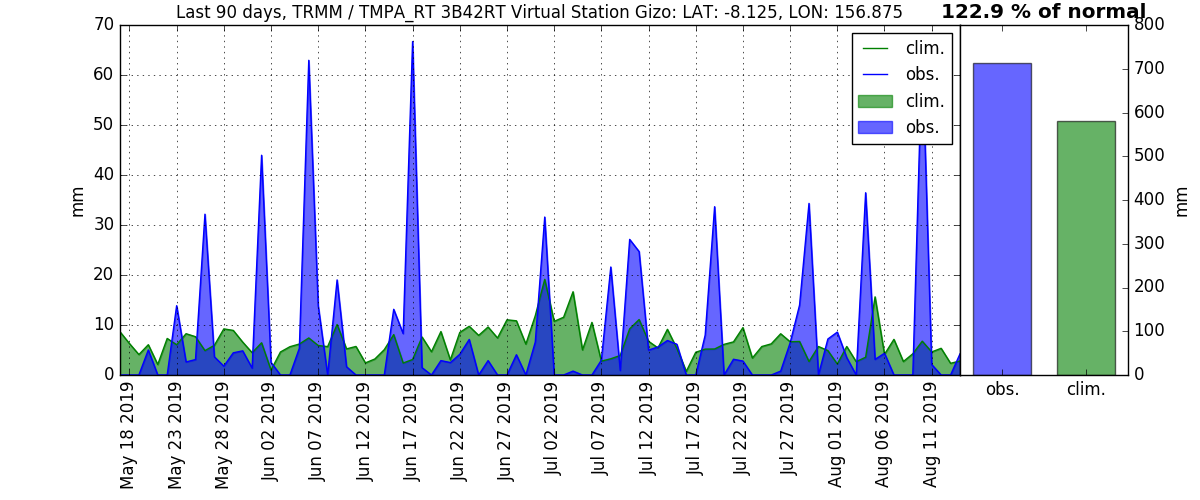 Last 90 days, TRMM / TMPA_RT 3B42RT Virtual Station Gizo: LAT: -8.125, LON: 156.875
122.9 % of normal
70
60
50
40
30
20
10
0
mm
clim.
obs.
clim.
obs.
May 18 2019
May 23 2019
May 28 2019
Jun 02 2019
Jun 07 2019
Jun 12 2019
Jun 17 2019
Jun 22 2019
Jun 27 2019
Jul 02 2019
Jul 07 2019
Jul 12 2019
Jul 17 2019
Jul 22 2019
Jul 27 2019
Aug 01 2019
Aug 06 2019
Aug 11 2019
800
700
600
500
400
300
200
100
0
mm
obs.
clim.